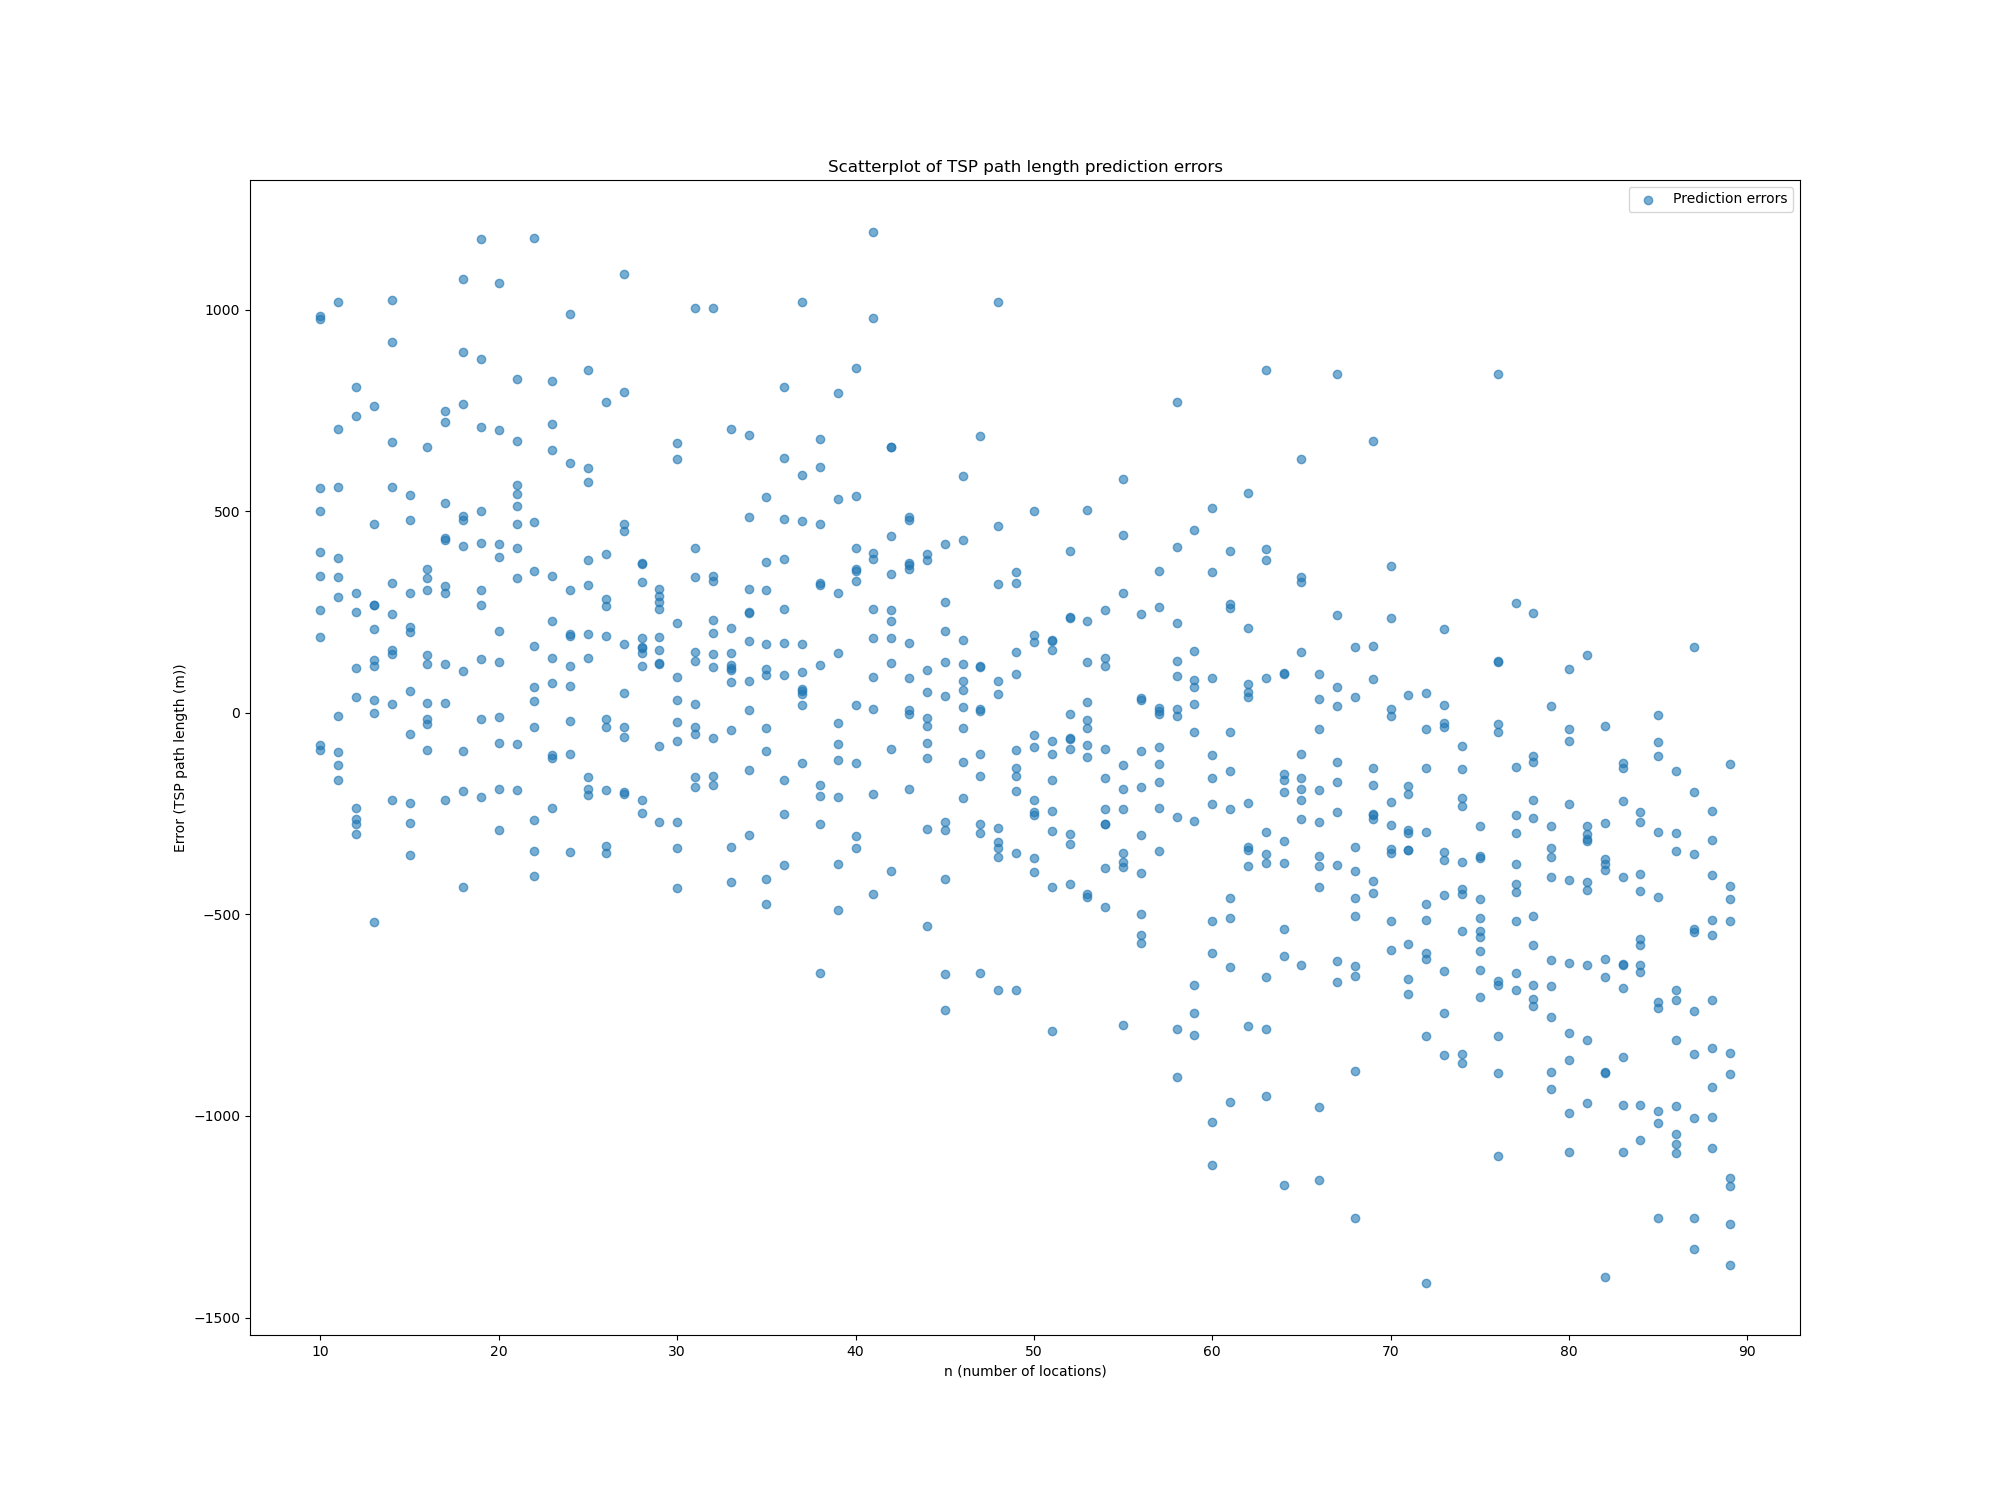 Scatterplot of TSP path length prediction errors
Prediction errors
1000
500
0
−500
−1000
−1500
Error (TSP path length (m))
10 20 30 40 50 60 70 80 90
n (number of locations)